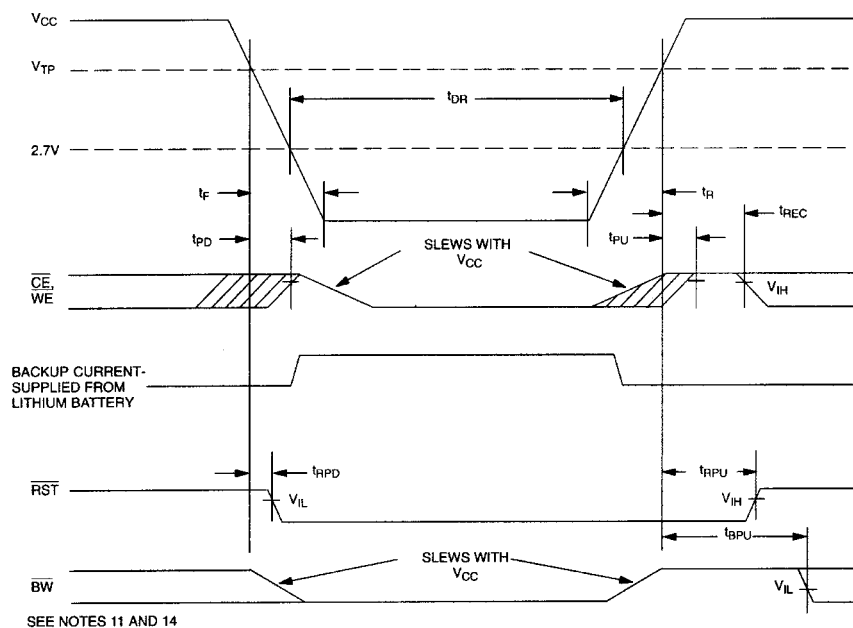 VCC
VTP
tDR
2.7V
tF
tR
tREC
tPD
tPU
SLEWS WITH
VCC
CE,
WE
VIH
BACKUP CURRENT-
SUPPLIED FROM
LITHIUM BATTERY
tRPD
tRPU
RST
VIL
VIH
tBPU
SLEWS WITH
VCC
BW
VIL
SEE NOTES 11 AND 14